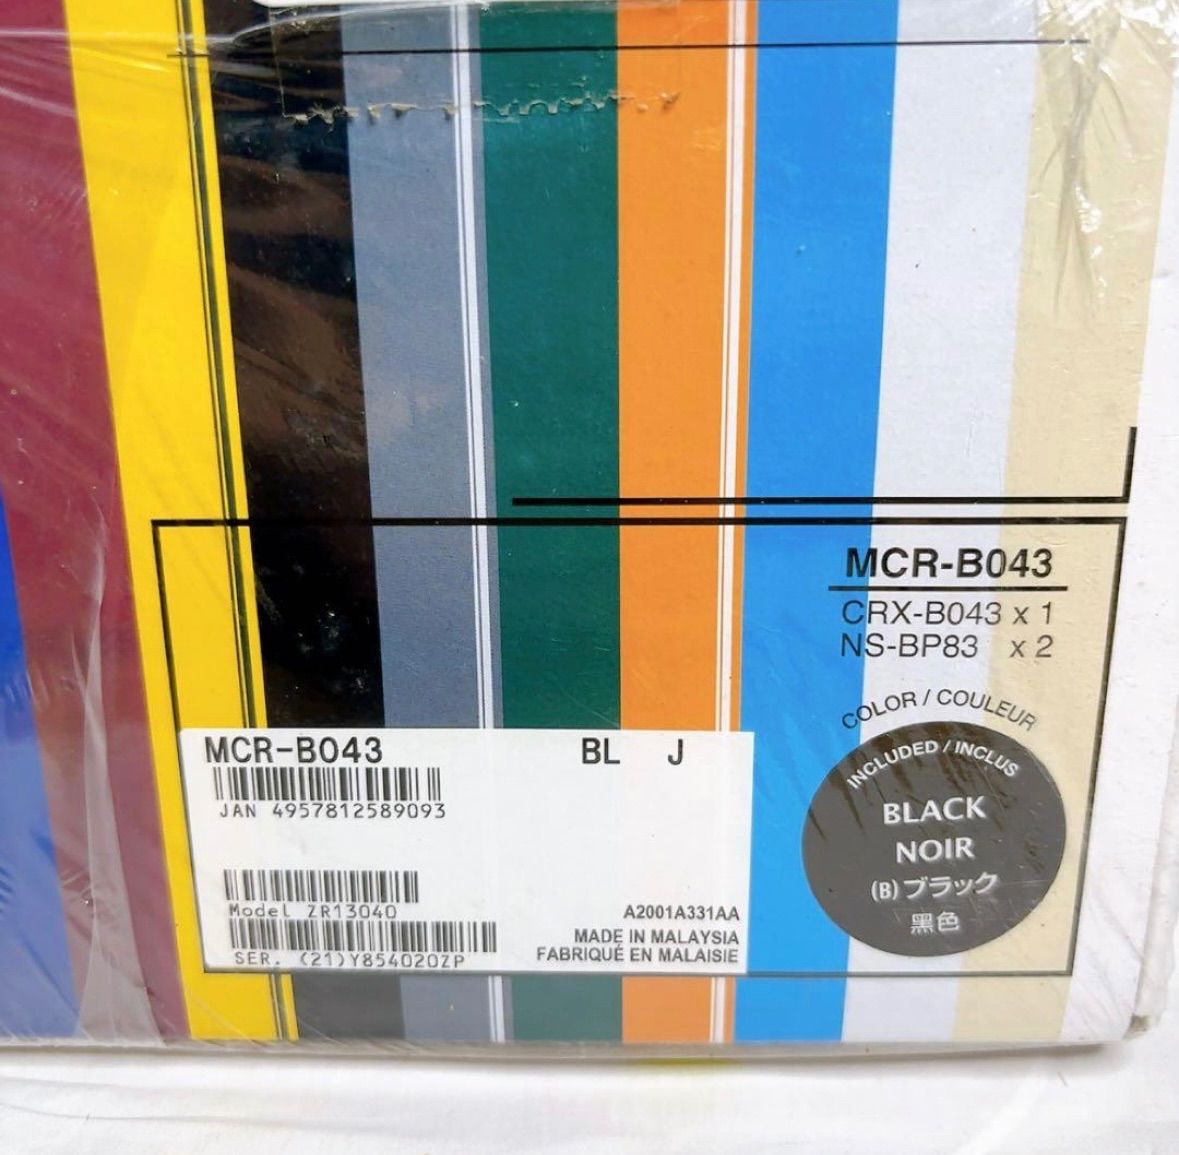 MCR-B043
CRX-B043 x 1
NS-BP83 x 2
COLOR / COULEUR
INCLUDED / INCLUS
BLACK
NOIR
(B) ブラック
黑色
MCR-B043 BL J
JAN 4957812589093
Model ZR13040
A2001A331AA
MADE IN MALAYSIA
FABRIQUÉ EN MALAISIE
SER. (21)Y854020ZP